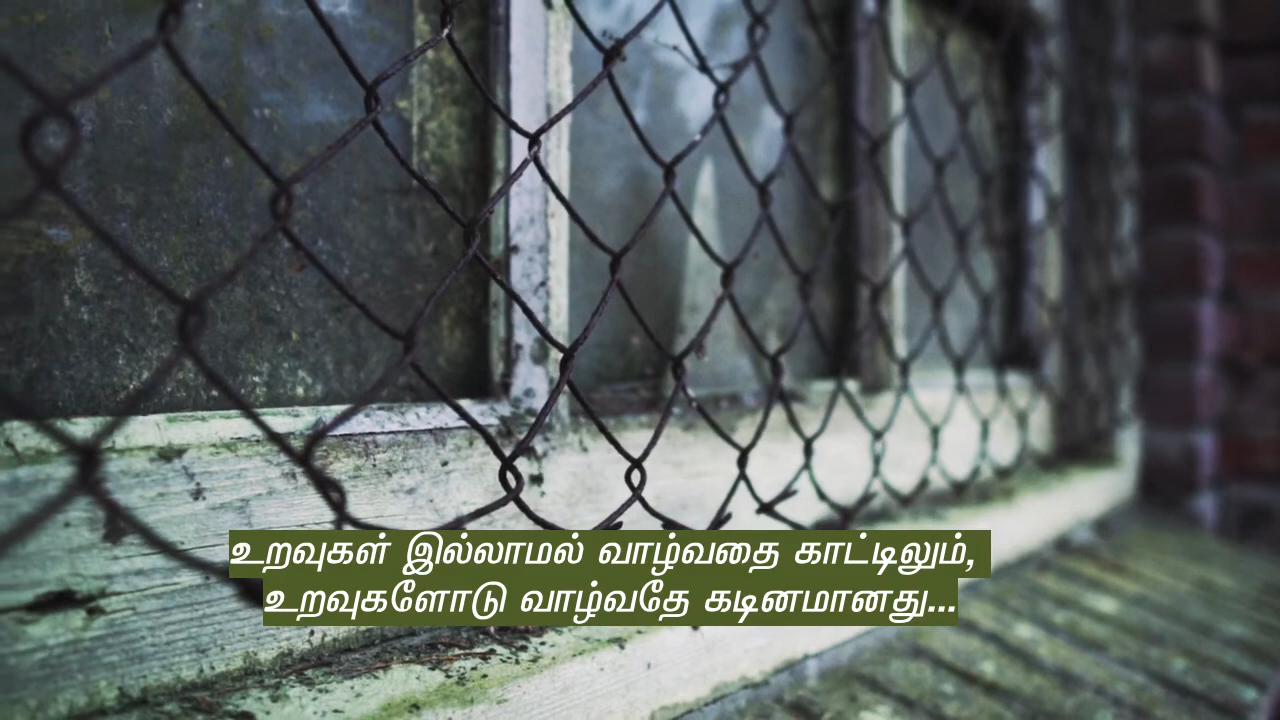 உறவுகள் இல்லாமல் வாழ்வதை காட்டிலும்,
உறவுகளோடு வாழ்வதே கடினமானது...